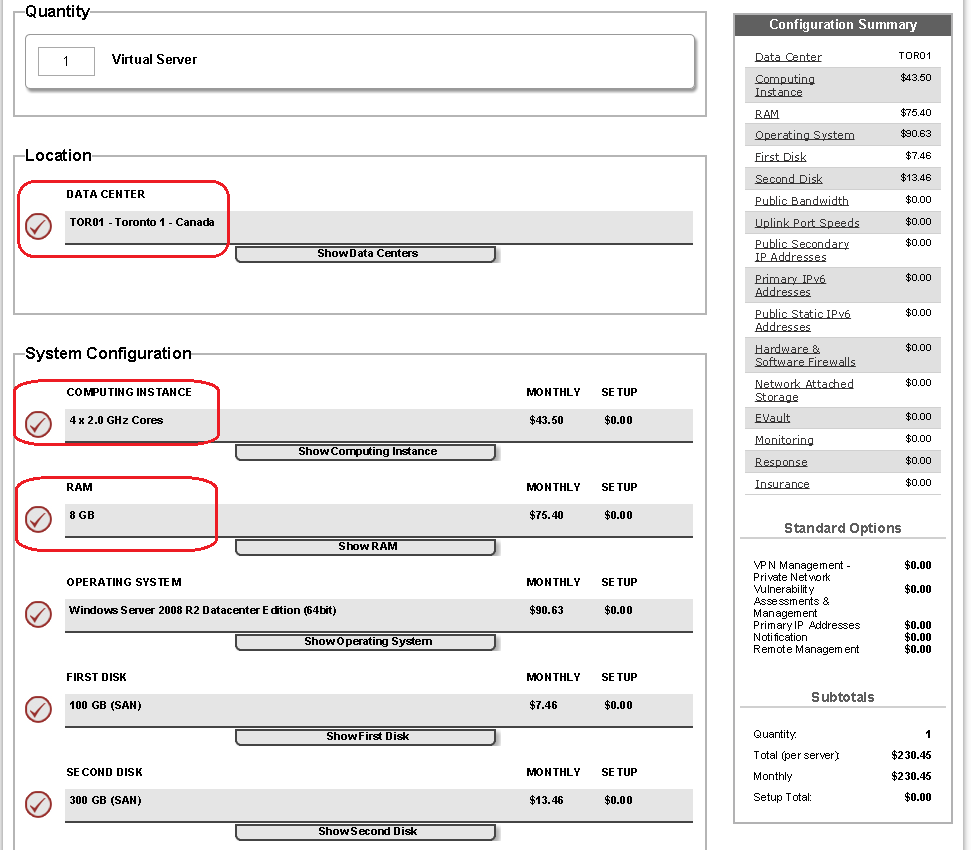 Quantity
1 Virtual Server
Location
DATA CENTER
TOR01 - Toronto 1 - Canada
Show Data Centers
System Configuration
COMPUTING INSTANCE MONTHLY SETUP
4 x 2.0 GHz Cores $43.50 $0.00
Show Computing Instance
RAM MONTHLY SETUP
8 GB $75.40 $0.00
Show RAM
OPERATING SYSTEM MONTHLY SETUP
Windows Server 2008 R2 Datacenter Edition (64bit) $90.63 $0.00
Show Operating System
FIRST DISK MONTHLY SETUP
100 GB (SAN) $7.46 $0.00
Show First Disk
SECOND DISK MONTHLY SETUP
300 GB (SAN) $13.46 $0.00
Show Second Disk
Configuration Summary
Data Center TOR01
Computing $43.50
Instance
RAM $75.40
Operating System $90.63
First Disk $7.46
Second Disk $13.46
Public Bandwidth $0.00
Uplink Port Speeds $0.00
Public Secondary $0.00
IP Addresses
Primary IPv6 $0.00
Addresses
Public Static IPv6 $0.00
Addresses
Hardware & $0.00
Software Firewalls
Network Attached $0.00
Storage
EVault $0.00
Monitoring $0.00
Response $0.00
Insurance $0.00
Standard Options
VPN Management - $0.00
Private Network
Vulnerability $0.00
Assessments &
Management
Primary IP Addresses $0.00
Notification $0.00
Remote Management $0.00
Subtotals
Quantity: 1
Total (per server): $230.45
Monthly $230.45
Setup Total: $0.00